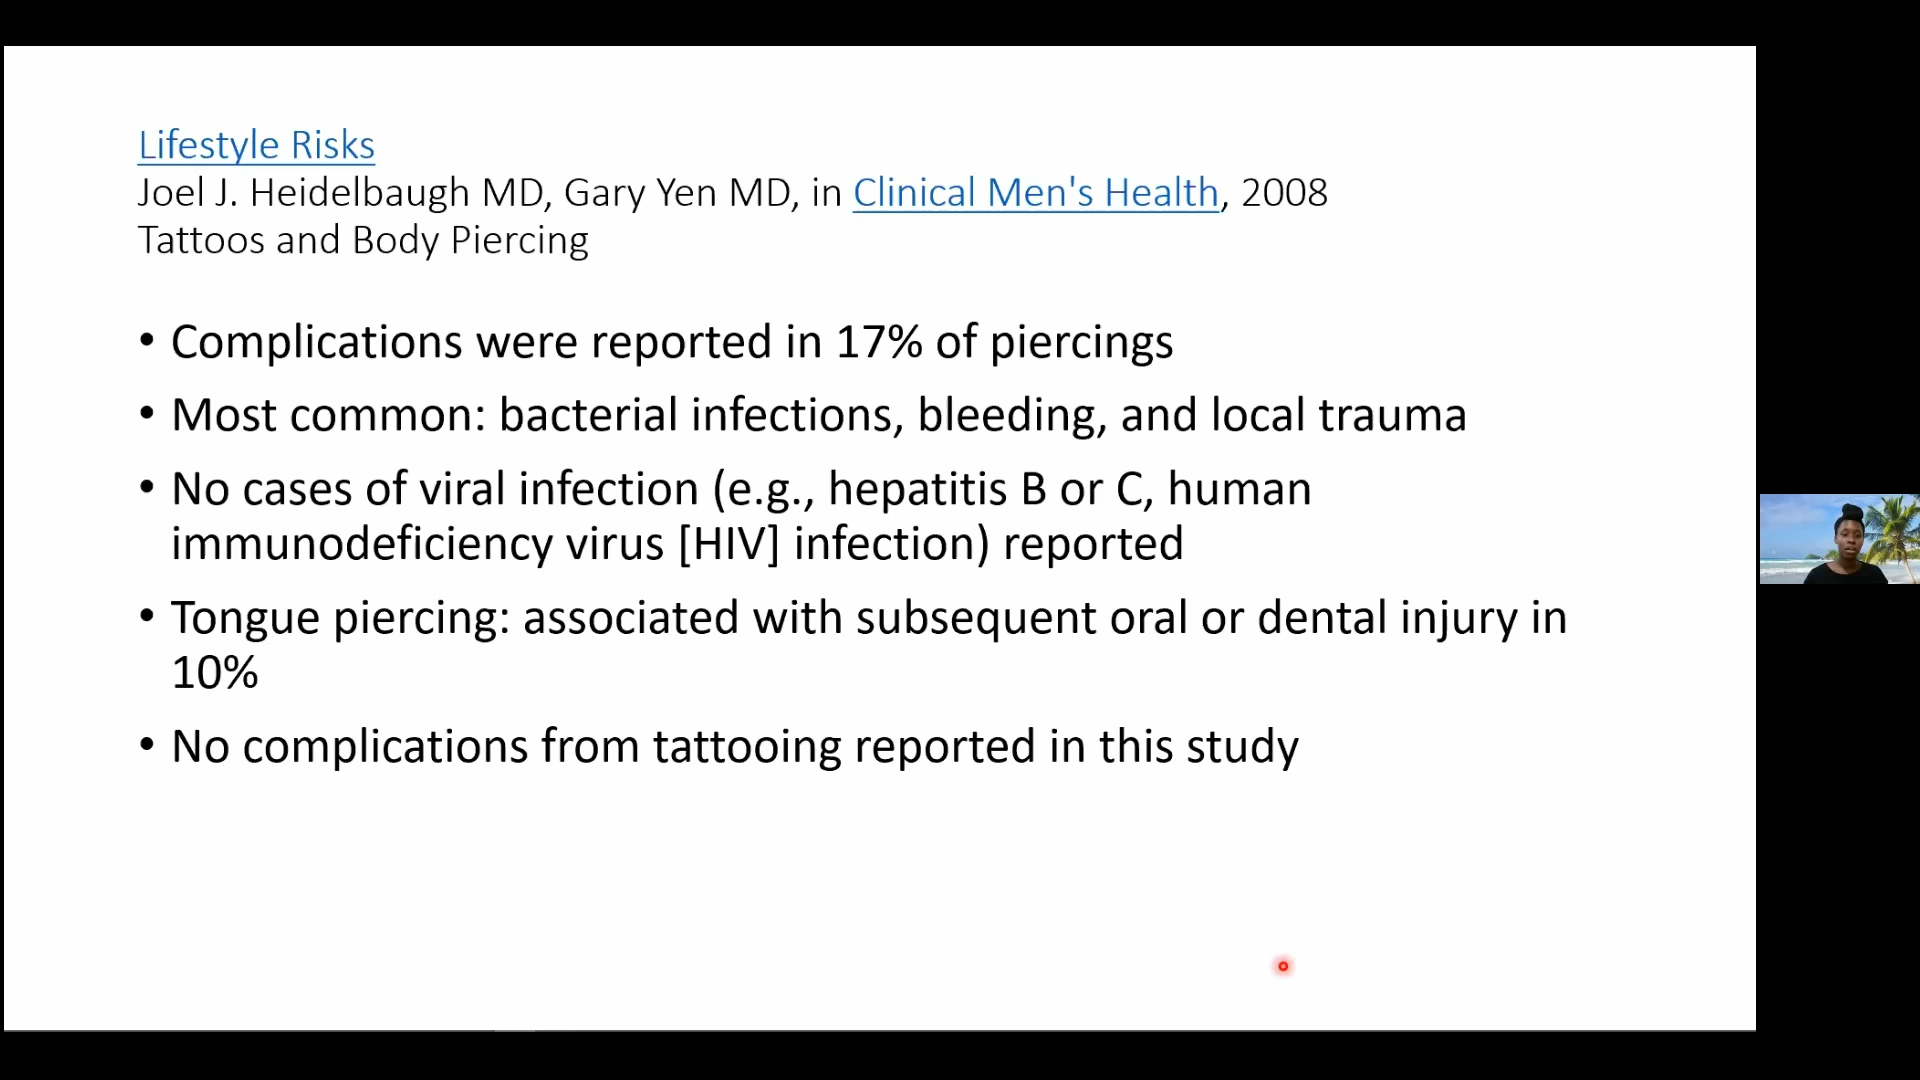 Lifestyle Risks
Joel J. Heidelbaugh MD, Gary Yen MD, in Clinical Men's Health, 2008
Tattoos and Body Piercing
• Complications were reported in 17% of piercings
• Most common: bacterial infections, bleeding, and local trauma
• No cases of viral infection (e.g., hepatitis B or C, human
immunodeficiency virus [HIV] infection) reported
• Tongue piercing: associated with subsequent oral or dental injury in
10%
• No complications from tattooing reported in this study